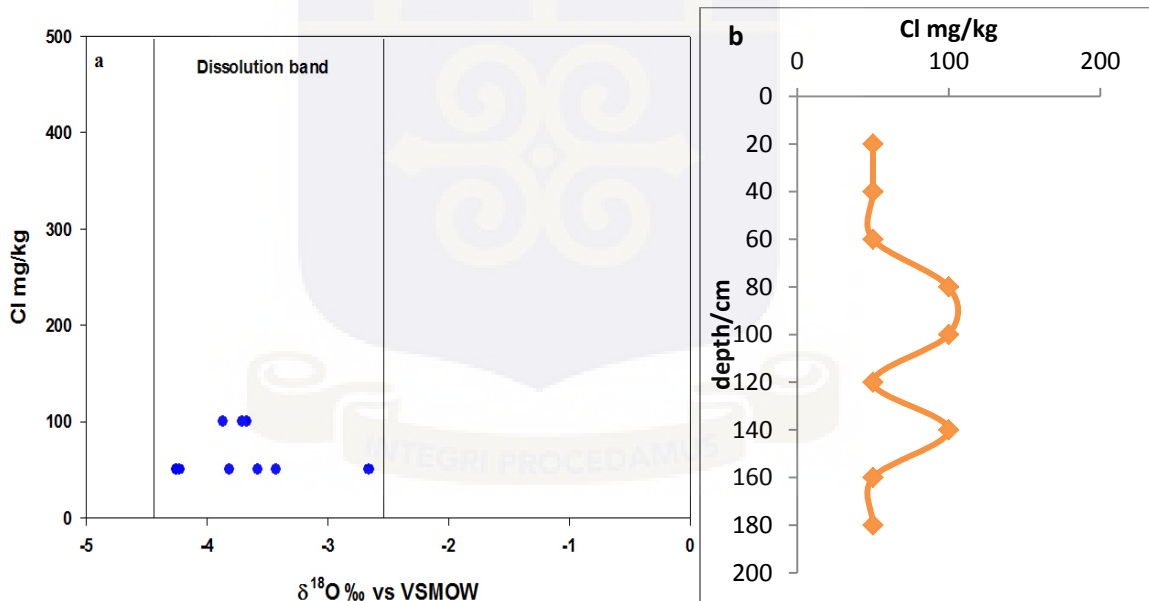 a
Dissolution band
500
400
300
200
100
0
Cl mg/kg
-5 -4 -3 -2 -1 0
δ¹⁸O ‰ vs VSMOW
INTEGRI PROCEDAMUS
b
Cl mg/kg
0 100 200
0
20
40
60
80
100
120
140
160
180
200
depth/cm